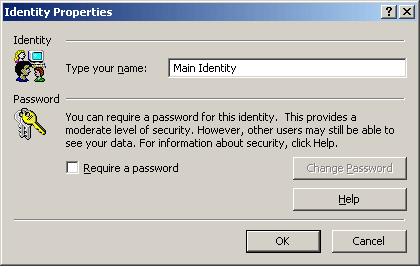 Identity Properties
Identity
Type your name: Main Identity
Password
You can require a password for this identity. This provides a
moderate level of security. However, other users may still be able to
see your data. For information about security, click Help.
Require a password Change Password
Help
OK Cancel